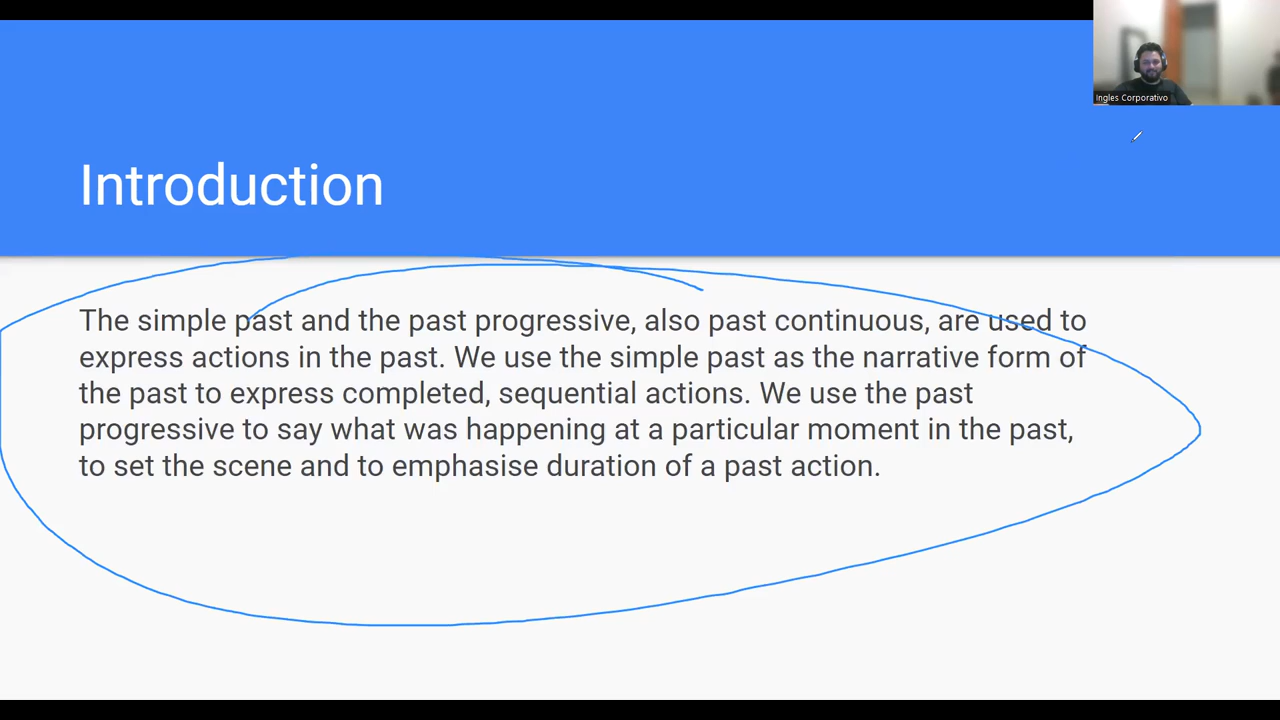 Ingles Corporativo
Introduction
The simple past and the past progressive, also past continuous, are used to
express actions in the past. We use the simple past as the narrative form of
the past to express completed, sequential actions. We use the past
progressive to say what was happening at a particular moment in the past,
to set the scene and to emphasise duration of a past action.